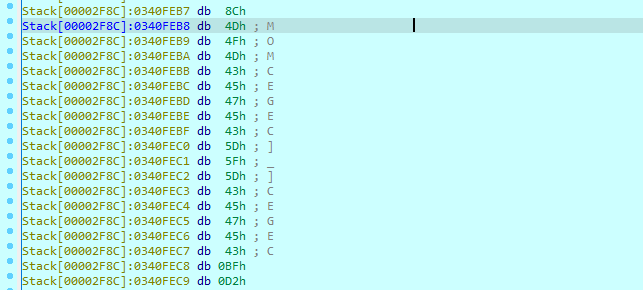 Stack[00002F8C]:0340FEB7 db  8Ch
Stack[00002F8C]:0340FEB8 db  4Dh ; M
Stack[00002F8C]:0340FEB9 db  4Fh ; O
Stack[00002F8C]:0340FEBA db  4Dh ; M
Stack[00002F8C]:0340FEBB db  43h ; C
Stack[00002F8C]:0340FEBC db  45h ; E
Stack[00002F8C]:0340FEBD db  47h ; G
Stack[00002F8C]:0340FEBE db  45h ; E
Stack[00002F8C]:0340FEBF db  43h ; C
Stack[00002F8C]:0340FEC0 db  5Dh ; ]
Stack[00002F8C]:0340FEC1 db  5Fh ; _
Stack[00002F8C]:0340FEC2 db  5Dh ; ]
Stack[00002F8C]:0340FEC3 db  43h ; C
Stack[00002F8C]:0340FEC4 db  45h ; E
Stack[00002F8C]:0340FEC5 db  47h ; G
Stack[00002F8C]:0340FEC6 db  45h ; E
Stack[00002F8C]:0340FEC7 db  43h ; C
Stack[00002F8C]:0340FEC8 db 0BFh
Stack[00002F8C]:0340FEC9 db 0D2h